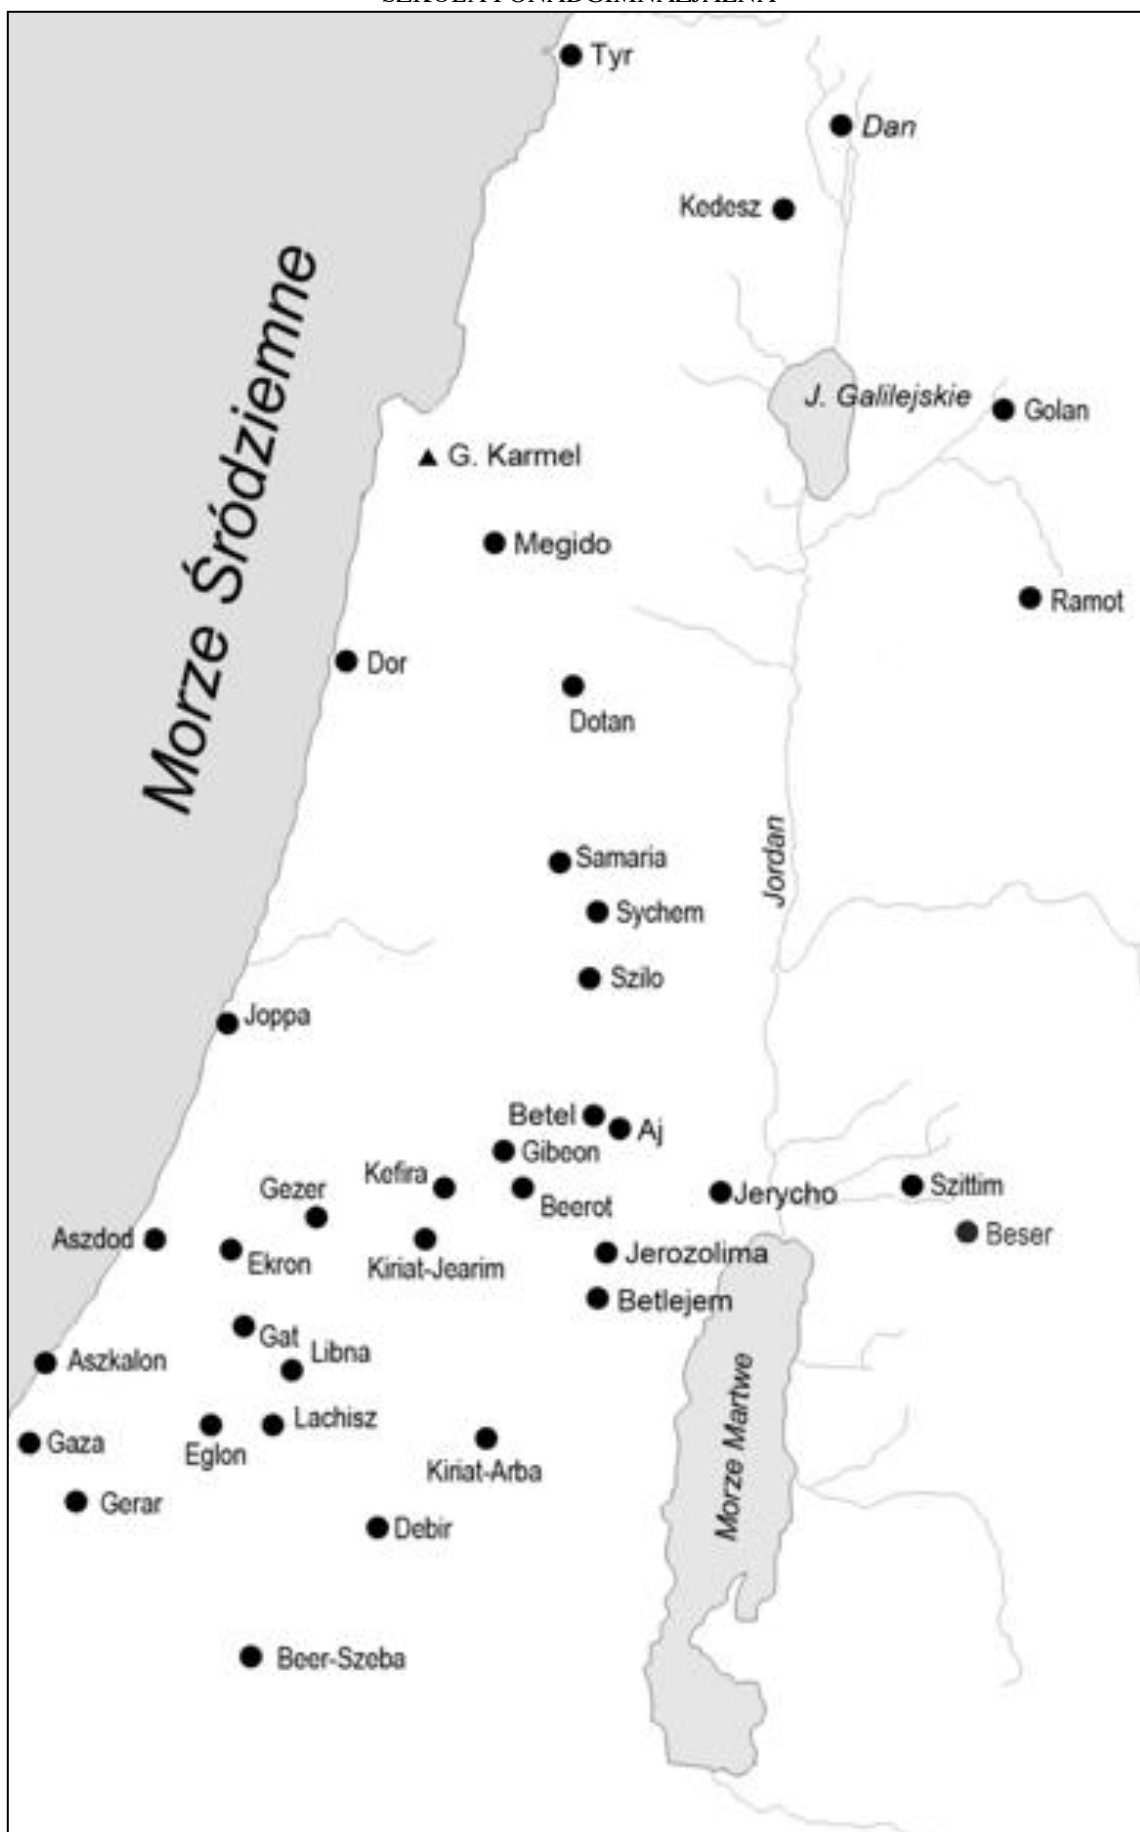 SZKOŁA PONADGIMNAZJALNA
Tyr
Dan
Kedesz
Morze Śródziemne
J. Galilejskie
Golan
G. Karmel
Megido
Ramot
Dor
Dotan
Jordan
Samaria
Sychem
Szilo
Joppa
Betel
Aj
Gibeon
Kefira
Beerot
Gezer
Jerycho
Szittim
Beser
Aszdod
Ekron
Kiriat-Jearim
Jerozolima
Betlejem
Gat
Libna
Aszkalon
Lachisz
Eglon
Gaza
Kiriat-Arba
Morze Martwe
Gerar
Debir
Beer-Szeba